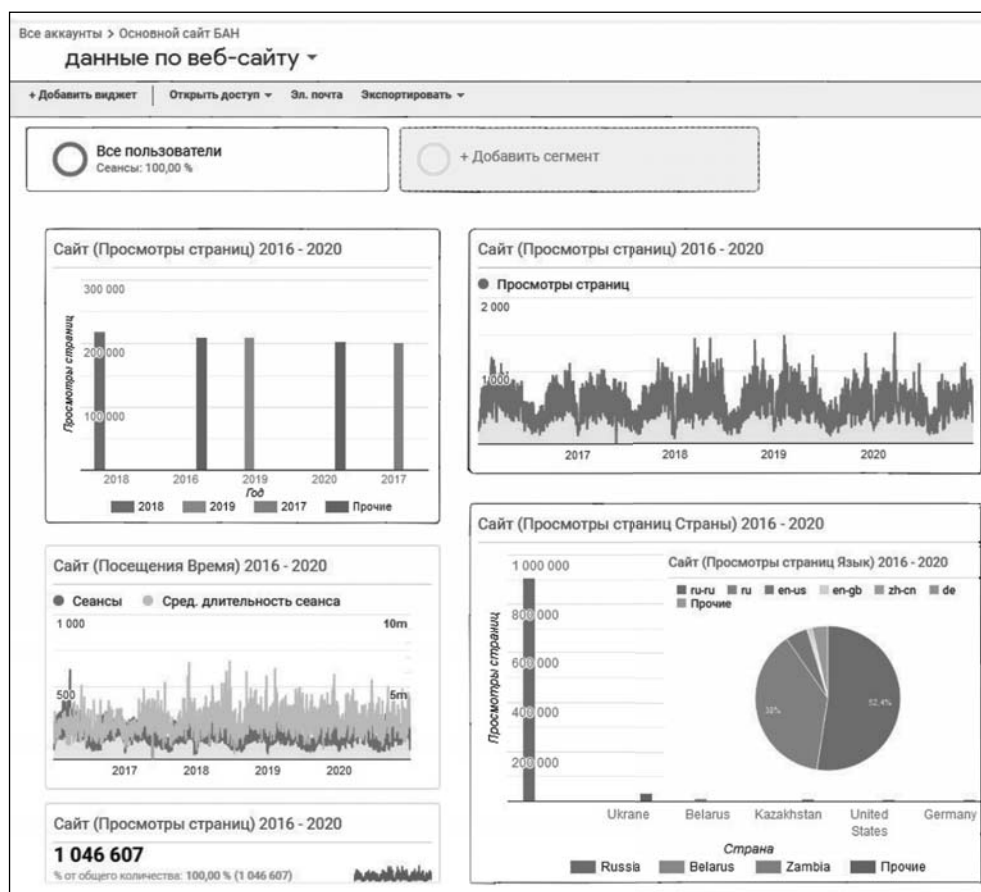 Все аккаунты > Основной сайт БАН
данные по веб-сайту
+ Добавить виджет
Открыть доступ
Эл. почта
Экспортировать
Все пользователи
Сеансы: 100,00 %
+ Добавить сегмент
Сайт (Просмотры страниц) 2016 - 2020
300 000
200 000
100 000
Просмотры страниц
2018 2016 2019 2020 2017
Год
2018 2019 2017 Прочие
Сайт (Просмотры страниц) 2016 - 2020
Просмотры страниц
2 000
1 000
2017 2018 2019 2020
Сайт (Посещения Время) 2016 - 2020
Сеансы Сред. длительность сеанса
1 000 10m
500 5m
2017 2018 2019 2020
Сайт (Просмотры страниц) 2016 - 2020
1 046 607
% от общего количества: 100,00 % (1 046 607)
Сайт (Просмотры страниц Страны) 2016 - 2020
1 000 000
800 000
600 000
400 000
200 000
Просмотры страниц
Сайт (Просмотры страниц Язык) 2016 - 2020
ru-ru ru en-us en-gb zh-cn de
Прочие
38%
52,4%
Ukrane Belarus Kazakhstan United States Germany
Страна
Russia Belarus Zambia Прочие